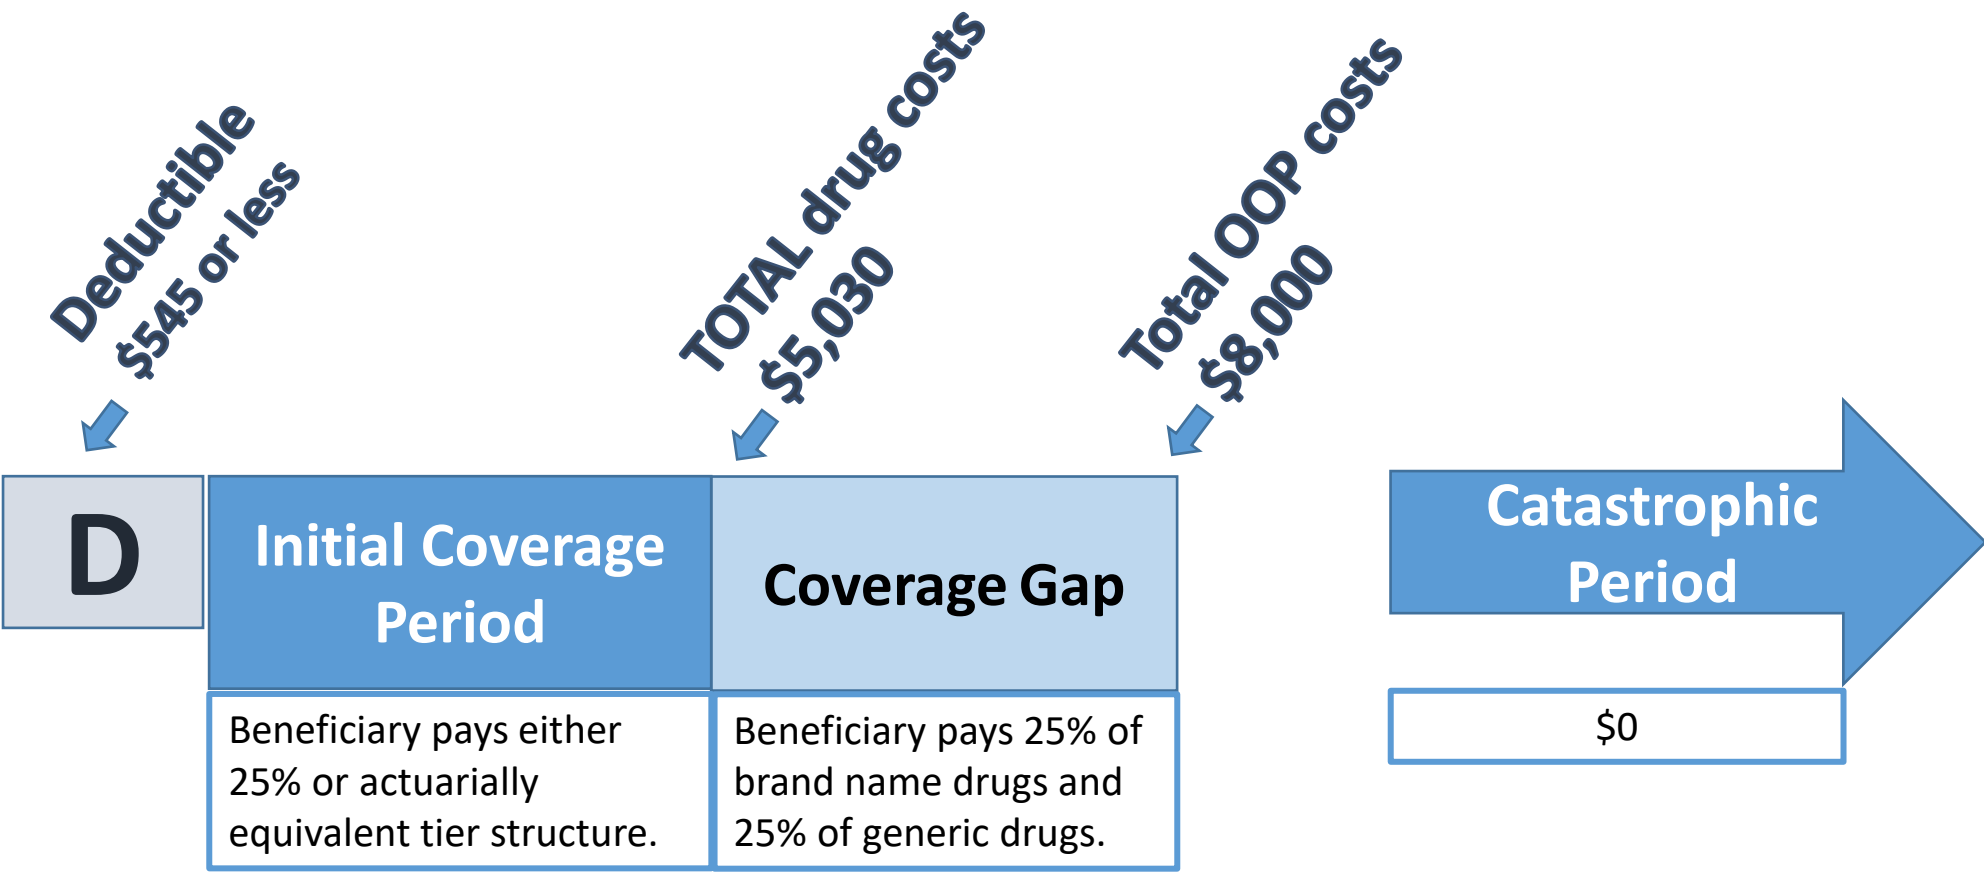 Deductible
$545 or less
TOTAL drug costs
$5,030
Total OOP costs
$8,000
D
Initial Coverage
Period
Coverage Gap
Catastrophic
Period
Beneficiary pays either
25% or actuarially
equivalent tier structure.
Beneficiary pays 25% of
brand name drugs and
25% of generic drugs.
$0